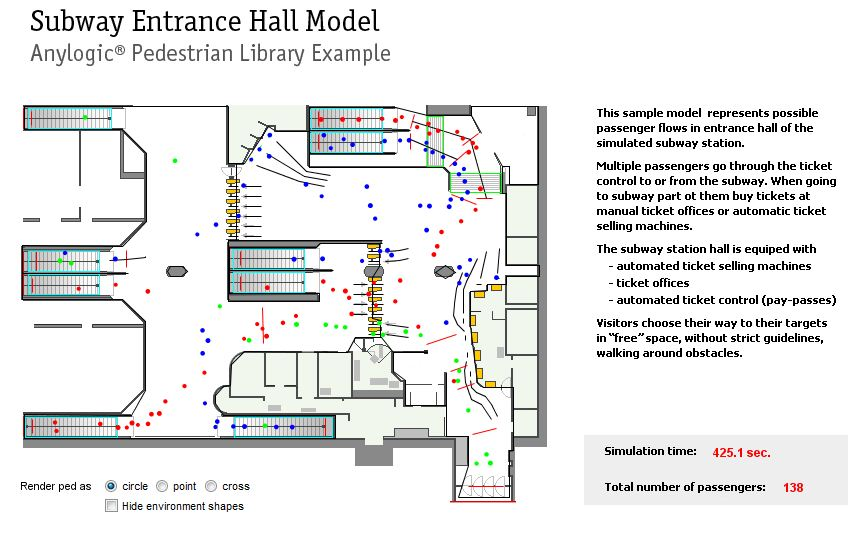 Subway Entrance Hall Model
Anylogic® Pedestrian Library Example
This sample model represents possible
passenger flows in entrance hall of the
simulated subway station.
Multiple passengers go through the ticket
control to or from the subway. When going
to subway part ot them buy tickets at
manual ticket offices or automatic ticket
selling machines.
The subway station hall is equiped with
- automated ticket selling machines
- ticket offices
- automated ticket control (pay-passes)
Visitors choose their way to their targets
in “free” space, without strict guidelines,
walking around obstacles.
Simulation time: 425.1 sec.
Total number of passengers: 138
Render ped as circle point cross
Hide environment shapes